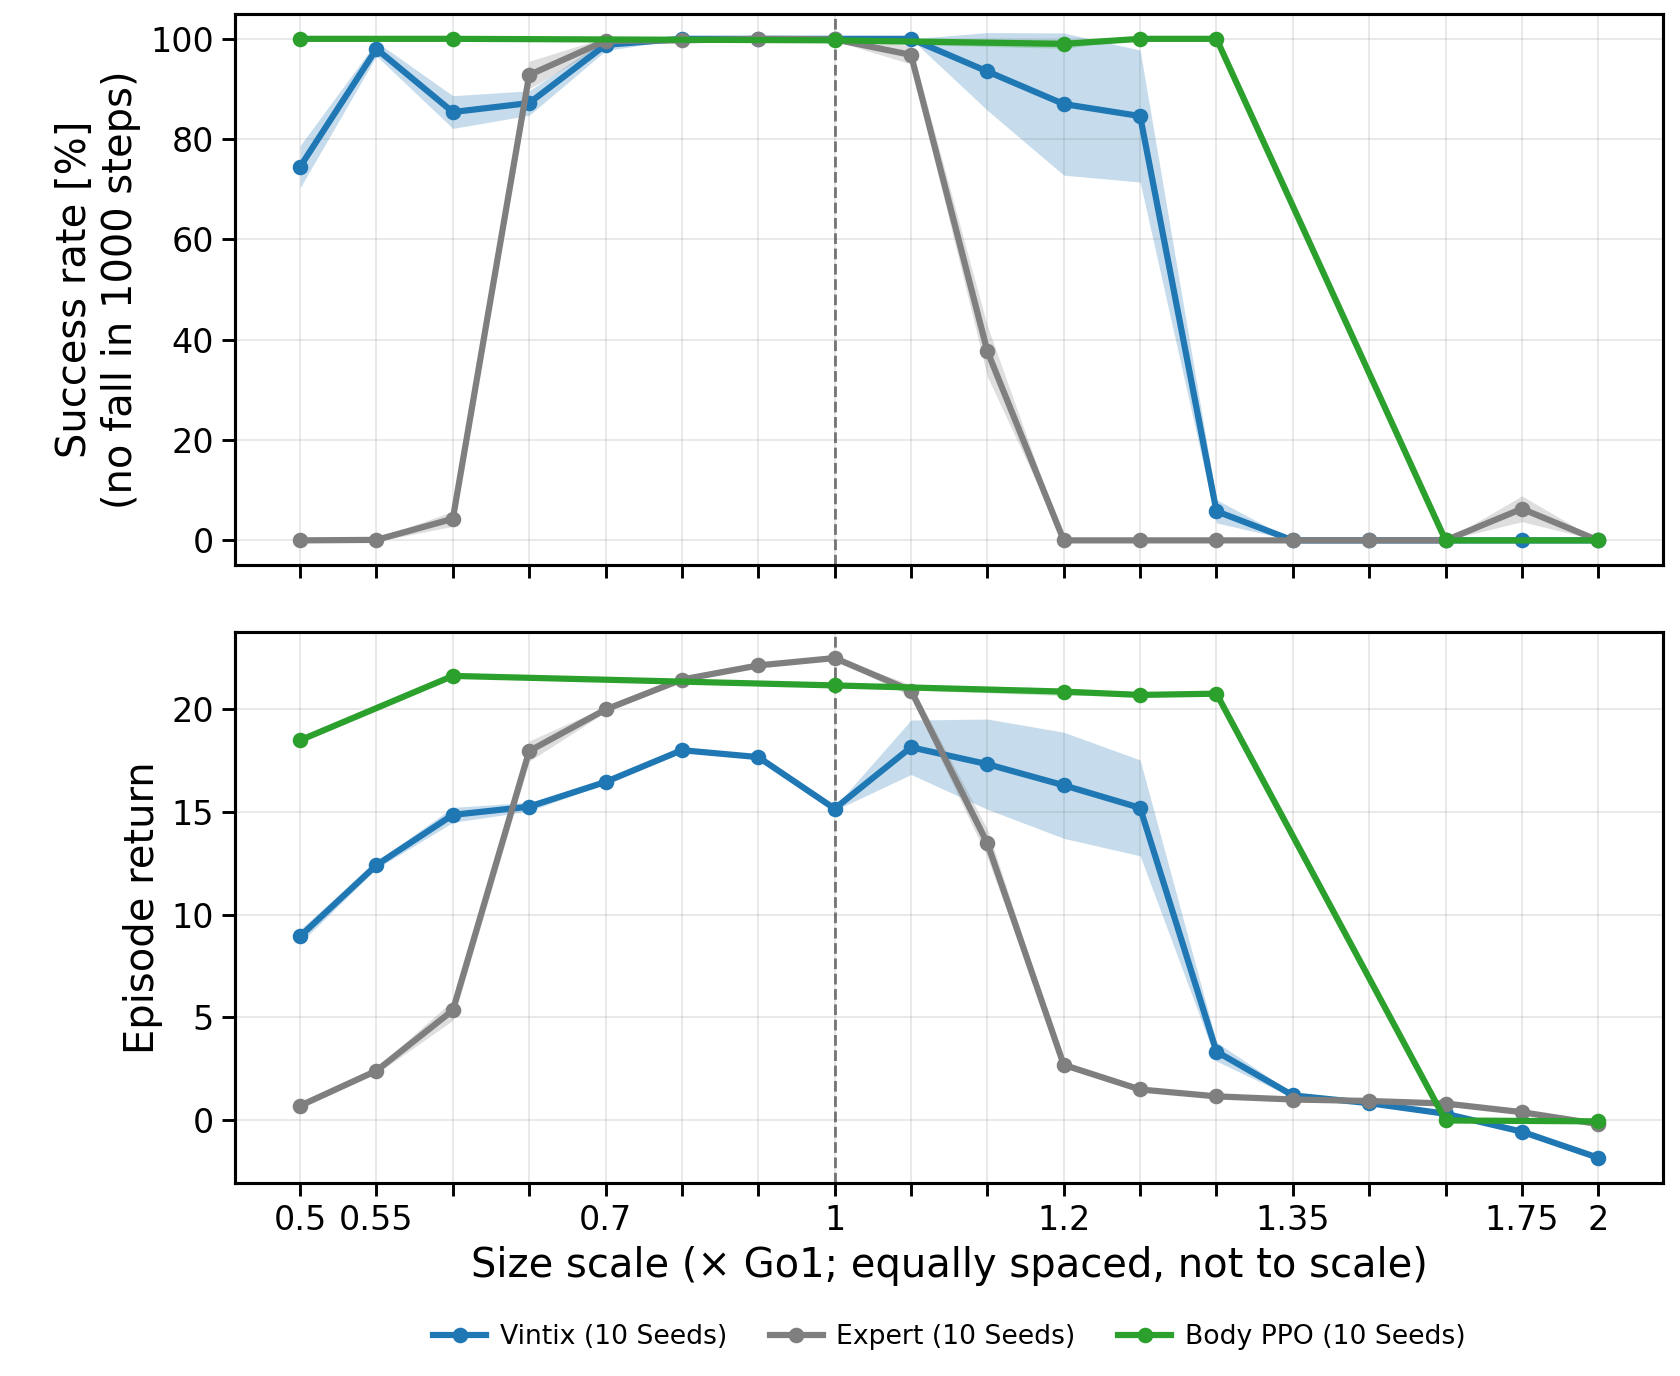 Success rate [%]
(no fall in 1000 steps)
100
80
60
40
20
0
Episode return
20
15
10
5
0
0.5 0.55 0.7 1 1.2 1.35 1.75 2
Size scale (× Go1; equally spaced, not to scale)
Vintix (10 Seeds) Expert (10 Seeds) Body PPO (10 Seeds)